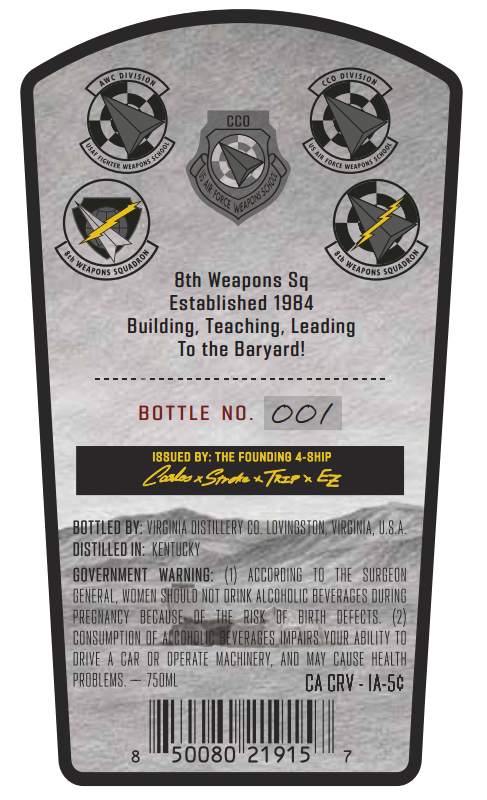 AWC DIVISION
USAF FIGHTER WEAPONS SCHOOL
CCO DIVISION
US AIR FORCE WEAPONS SCHOOL
CCO
US AIR FORCE WEAPONS SCHOOL
8th WEAPONS SQUADRON
8th WEAPONS SQUADRON
8th Weapons Sq
Established 1984
Building, Teaching, Leading
To the Baryard!
BOTTLE NO. 001
ISSUED BY: THE FOUNDING 4-SHIP
Carlos x Stroke x TRIP x EZ
BOTTLED BY: VIRGINIA DISTILLERY CO. LOVINGSTON, VIRGINIA, U.S.A.
DISTILLED IN: KENTUCKY
GOVERNMENT WARNING: (1) ACCORDING TO THE SURGEON
GENERAL, WOMEN SHOULD NOT DRINK ALCOHOLIC BEVERAGES DURING
PREGNANCY BECAUSE OF THE RISK OF BIRTH DEFECTS. (2)
CONSUMPTION OF ALCOHOLIC BEVERAGES IMPAIRS YOUR ABILITY TO
DRIVE A CAR OR OPERATE MACHINERY, AND MAY CAUSE HEALTH
PROBLEMS. — 750ML
CA CRV - IA-5¢
8 50080 21915 7